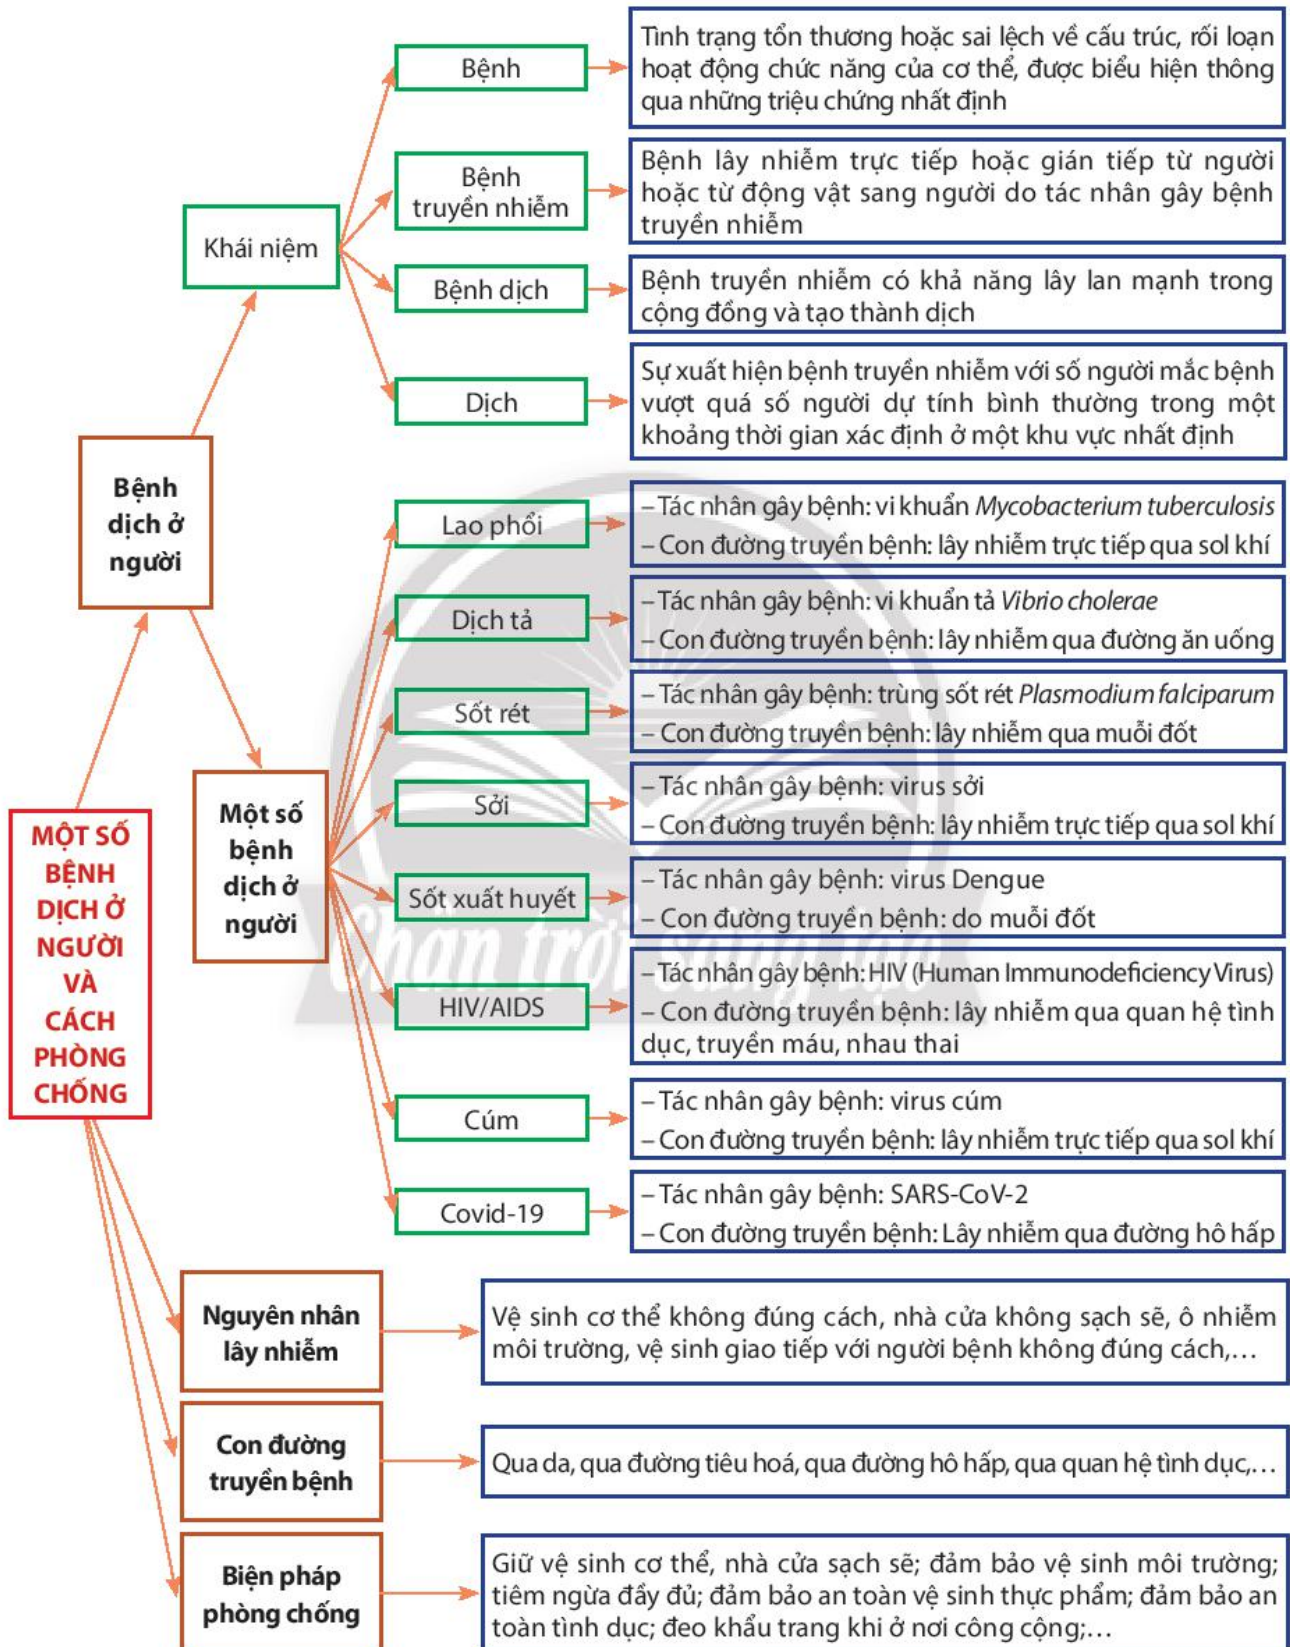 MỘT SỐ
BỆNH
DỊCH Ở
NGƯỜI
VÀ
CÁCH
PHÒNG
CHỐNG
Bệnh
dịch ở
người
Khái niệm
Bệnh
Tình trạng tổn thương hoặc sai lệch về cấu trúc, rối loạn
hoạt động chức năng của cơ thể, được biểu hiện thông
qua những triệu chứng nhất định
Bệnh
truyền nhiễm
Bệnh lây nhiễm trực tiếp hoặc gián tiếp từ người
hoặc từ động vật sang người do tác nhân gây bệnh
truyền nhiễm
Bệnh dịch
Bệnh truyền nhiễm có khả năng lây lan mạnh trong
cộng đồng và tạo thành dịch
Dịch
Sự xuất hiện bệnh truyền nhiễm với số người mắc bệnh
vượt quá số người dự tính bình thường trong một
khoảng thời gian xác định ở một khu vực nhất định
Một số
bệnh
dịch ở
người
Lao phổi
– Tác nhân gây bệnh: vi khuẩn Mycobacterium tuberculosis
– Con đường truyền bệnh: lây nhiễm trực tiếp qua sol khí
Dịch tả
– Tác nhân gây bệnh: vi khuẩn tả Vibrio cholerae
– Con đường truyền bệnh: lây nhiễm qua đường ăn uống
Sốt rét
– Tác nhân gây bệnh: trùng sốt rét Plasmodium falciparum
– Con đường truyền bệnh: lây nhiễm qua muỗi đốt
Sởi
– Tác nhân gây bệnh: virus sởi
– Con đường truyền bệnh: lây nhiễm trực tiếp qua sol khí
Sốt xuất huyết
– Tác nhân gây bệnh: virus Dengue
– Con đường truyền bệnh: do muỗi đốt
HIV/AIDS
– Tác nhân gây bệnh: HIV (Human Immunodeficiency Virus)
– Con đường truyền bệnh: lây nhiễm qua quan hệ tình
dục, truyền máu, nhau thai
Cúm
– Tác nhân gây bệnh: virus cúm
– Con đường truyền bệnh: lây nhiễm trực tiếp qua sol khí
Covid-19
– Tác nhân gây bệnh: SARS-CoV-2
– Con đường truyền bệnh: Lây nhiễm qua đường hô hấp
Chân trời sáng tạo
Nguyên nhân
lây nhiễm
Vệ sinh cơ thể không đúng cách, nhà cửa không sạch sẽ, ô nhiễm
môi trường, vệ sinh giao tiếp với người bệnh không đúng cách,...
Con đường
truyền bệnh
Qua da, qua đường tiêu hoá, qua đường hô hấp, qua quan hệ tình dục,...
Biện pháp
phòng chống
Giữ vệ sinh cơ thể, nhà cửa sạch sẽ; đảm bảo vệ sinh môi trường;
tiêm ngừa đầy đủ; đảm bảo an toàn vệ sinh thực phẩm; đảm bảo an
toàn tình dục; đeo khẩu trang khi ở nơi công cộng;...